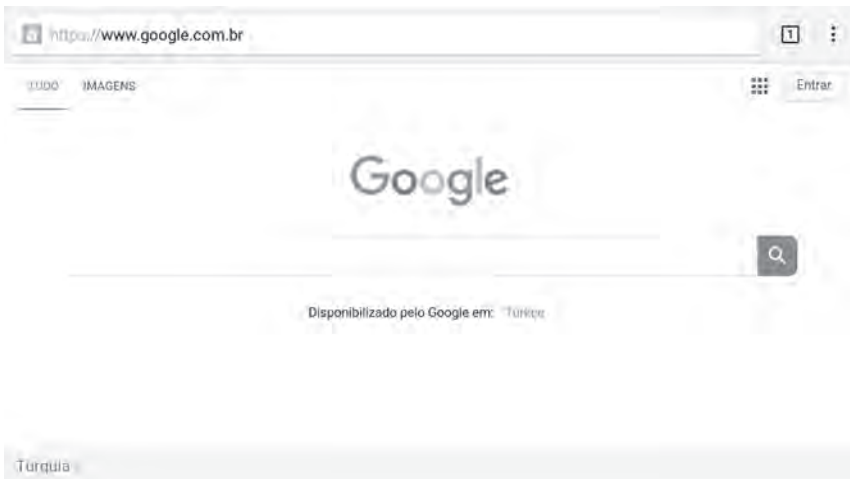 https://www.google.com.br
1
TUDO IMAGENS
Entrar
Google
Disponibilizado pelo Google em: Türkçe
Turquia